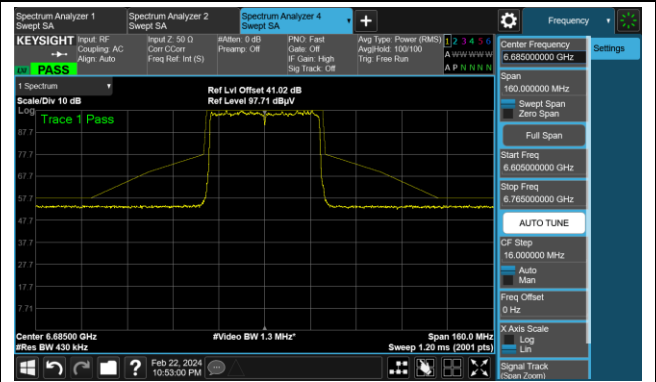 Spectrum Analyzer 1
Swept SA
Spectrum Analyzer 2
Swept SA
Spectrum Analyzer 4
Swept SA
Frequency
KEYSIGHT
Input: RF
Coupling: AC
Align: Auto
Input Z: 50 Ω
Corr CCorr
Freq Ref: Int (S)
#Atten: 0 dB
Preamp: Off
PNO: Fast
Gate: Off
IF Gain: High
Sig Track: Off
Avg Type: Power (RMS)
Avg|Hold: 100/100
Trig: Free Run
1 2 3 4 5 6
A W W W W W
A P N N N N
PASS
1 Spectrum
Scale/Div 10 dB
Ref Lvl Offset 41.02 dB
Ref Level 97.71 dBµV
Log
Trace 1 Pass
87.7
77.7
67.7
57.7
47.7
37.7
27.7
17.7
7.71
Center 6.68500 GHz
#Res BW 430 kHz
#Video BW 1.3 MHz*
Span 160.0 MHz
Sweep 1.20 ms (2001 pts)
Feb 22, 2024
10:53:00 PM
Center Frequency
6.685000000 GHz
Settings
Span
160.000000 MHz
Swept Span
Zero Span
Full Span
Start Freq
6.605000000 GHz
Stop Freq
6.765000000 GHz
AUTO TUNE
CF Step
16.000000 MHz
Auto
Man
Freq Offset
0 Hz
X Axis Scale
Log
Lin
Signal Track
(Span Zoom)